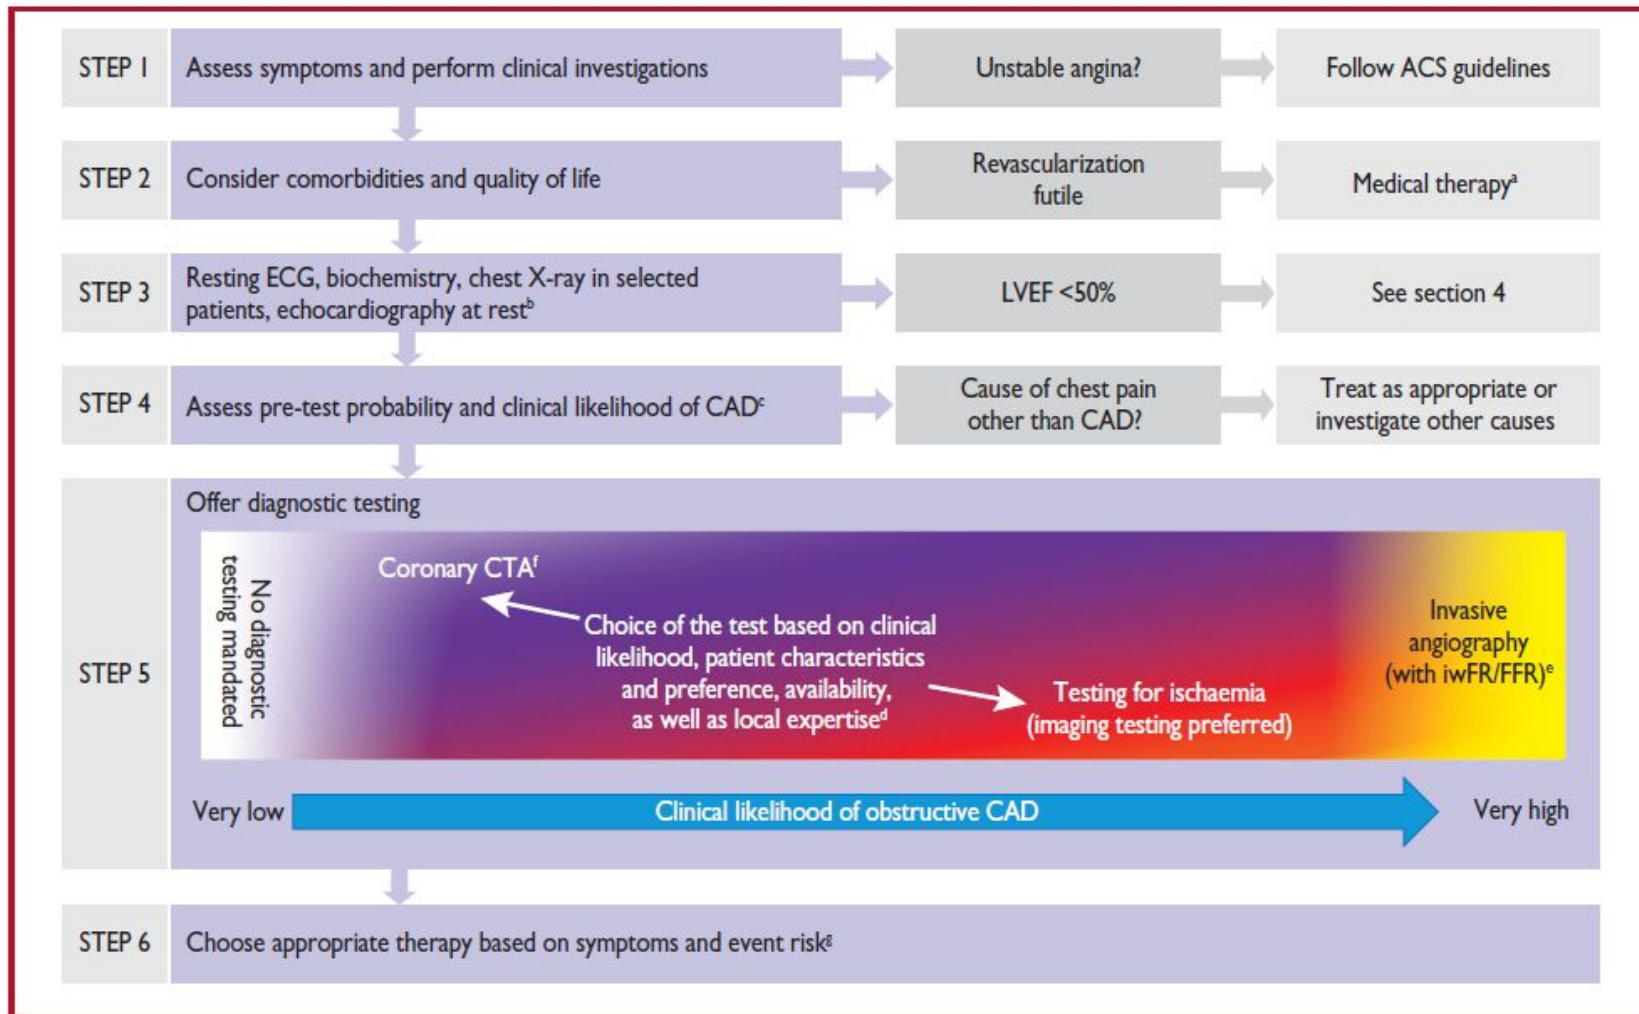 STEP 1
Assess symptoms and perform clinical investigations
Unstable angina?
Follow ACS guidelines
STEP 2
Consider comorbidities and quality of life
Revascularization
futile
Medical therapyᵃ
STEP 3
Resting ECG, biochemistry, chest X-ray in selected
patients, echocardiography at restᵇ
LVEF <50%
See section 4
STEP 4
Assess pre-test probability and clinical likelihood of CADᶜ
Cause of chest pain
other than CAD?
Treat as appropriate or
investigate other causes
STEP 5
Offer diagnostic testing
No diagnostic
testing mandated
Coronary CTAᶠ
Choice of the test based on clinical
likelihood, patient characteristics
and preference, availability,
as well as local expertiseᵈ
Testing for ischaemia
(imaging testing preferred)
Invasive
angiography
(with iwFR/FFR)ᵉ
Very low
Clinical likelihood of obstructive CAD
Very high
STEP 6
Choose appropriate therapy based on symptoms and event riskᵍ